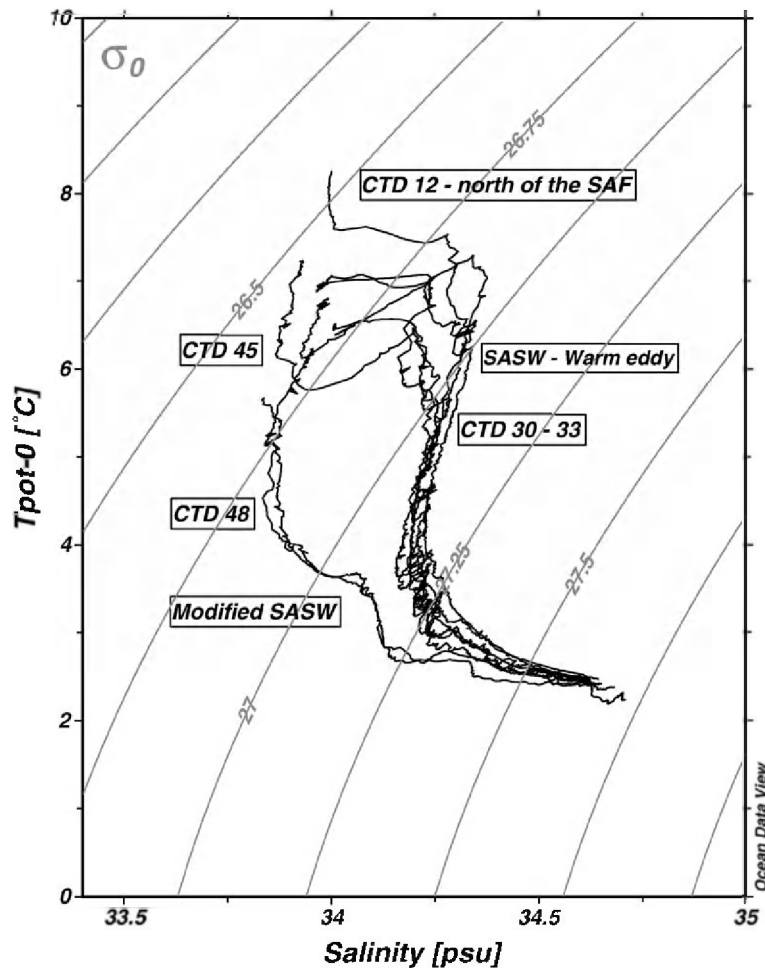 10
σ0
26.75
CTD 12 - north of the SAF
8
26.5
CTD 45
6
SASW - Warm eddy
CTD 30 - 33
Tpot-0 [°C]
CTD 48
4
27.25
27.5
Modified SASW
2
27
Ocean Data View
0
33.5
34
34.5
35
Salinity [psu]